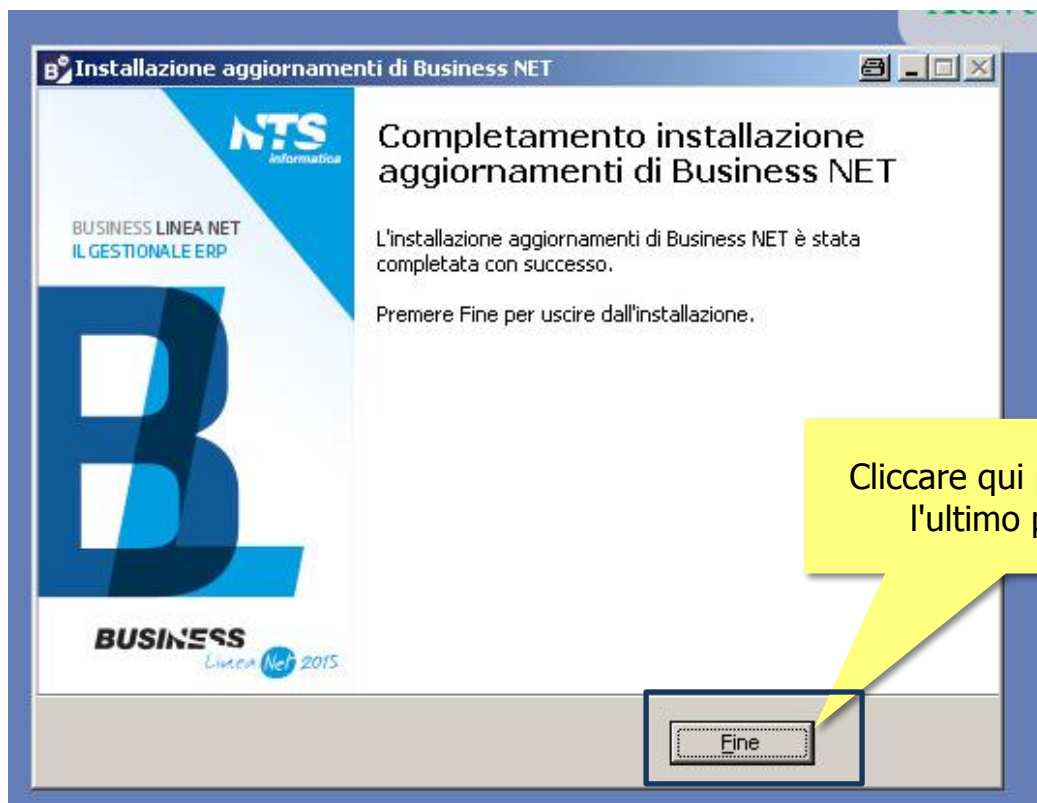 Installazione aggiornamenti di Business NET
NTS
informatica
Completamento installazione
aggiornamenti di Business NET
BUSINESS LINEA NET
IL GESTIONALE ERP
L'installazione aggiornamenti di Business NET è stata
completata con successo.
Premere Fine per uscire dall'installazione.
Cliccare qui
l'ultimo
BL
BUSINESS
Linea Net 2015
Fine